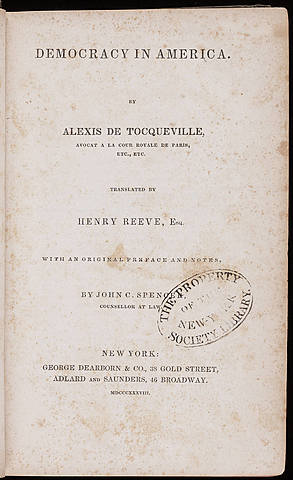 DEMOCRACY IN AMERICA.
BY
ALEXIS DE TOCQUEVILLE,
AVOCAT A LA COUR ROYALE DE PARIS,
ETC., ETC.
TRANSLATED BY
HENRY REEVE, Esq.
WITH AN ORIGINAL PREFACE AND NOTES,
BY JOHN C. SPENCER,
COUNSELLOR AT LAW
THE PROPERTY
OF THE
NEW-YORK
SOCIETY LIBRARY.
NEW YORK:
GEORGE DEARBORN & CO., 38 GOLD STREET,
ADLARD AND SAUNDERS, 46 BROADWAY.
MDCCCXXXVIII.